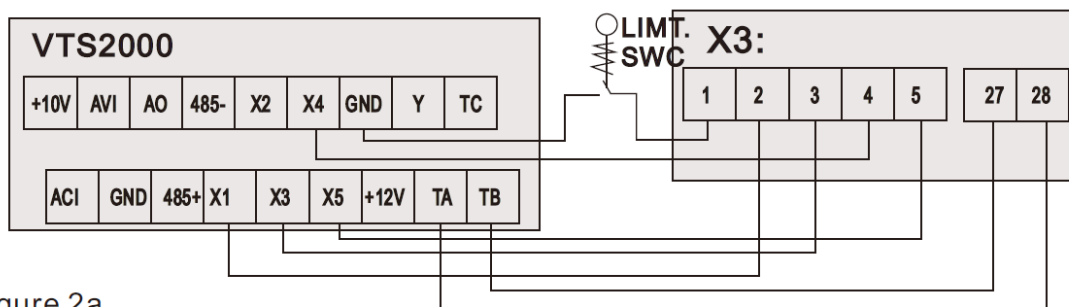 VTS2000
LIMT.
SWC
X3:
+10V AVI AO 485- X2 X4 GND Y TC
1 2 3 4 5 27 28
ACI GND 485+ X1 X3 X5 +12V TA TB
2a